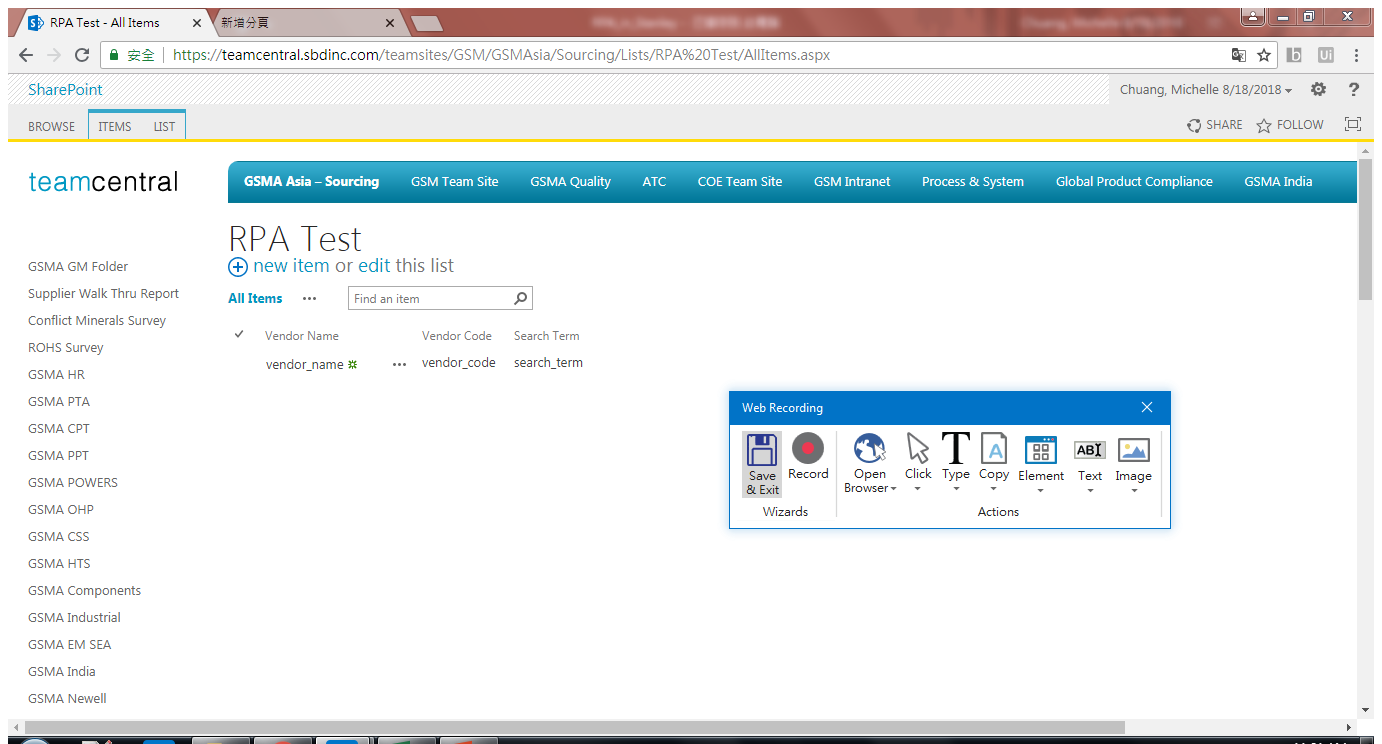 RPA Test - All Items
新增分頁
安全 https://teamcentral.sbdinc.com/teamsites/GSM/GSMAsia/Sourcing/Lists/RPA%20Test/AllItems.aspx
SharePoint
Chuang, Michelle 8/18/2018
BROWSE ITEMS LIST
SHARE FOLLOW
teamcentral
GSMA Asia – Sourcing GSM Team Site GSMA Quality ATC COE Team Site GSM Intranet Process & System Global Product Compliance GSMA India
RPA Test
new item or edit this list
All Items ••• Find an item
Vendor Name Vendor Code Search Term
vendor_name ••• vendor_code search_term
GSMA GM Folder
Supplier Walk Thru Report
Conflict Minerals Survey
ROHS Survey
GSMA HR
GSMA PTA
GSMA CPT
GSMA PPT
GSMA POWERS
GSMA OHP
GSMA CSS
GSMA HTS
GSMA Components
GSMA Industrial
GSMA EM SEA
GSMA India
GSMA Newell
Web Recording
Save & Exit
Record
Open Browser
Click
Type
Copy
Element
Text
Image
Wizards
Actions